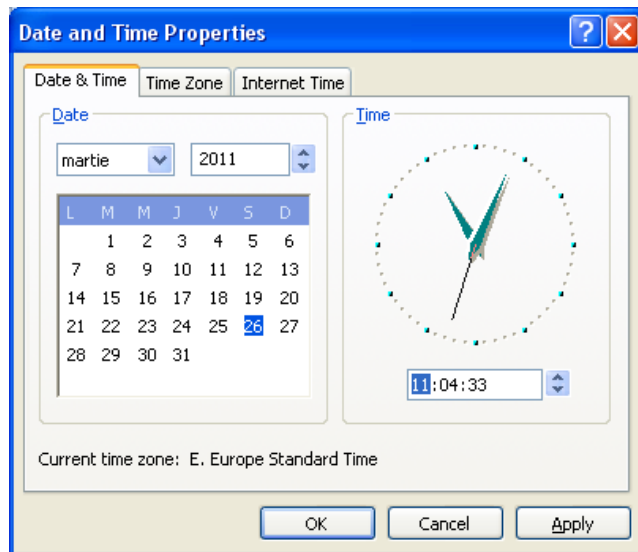 Date and Time Properties
Date & Time Time Zone Internet Time
Date
martie 2011
L M M J V S D
1 2 3 4 5 6
7 8 9 10 11 12 13
14 15 16 17 18 19 20
21 22 23 24 25 26 27
28 29 30 31
Time
11:04:33
Current time zone: E. Europe Standard Time
OK Cancel Apply